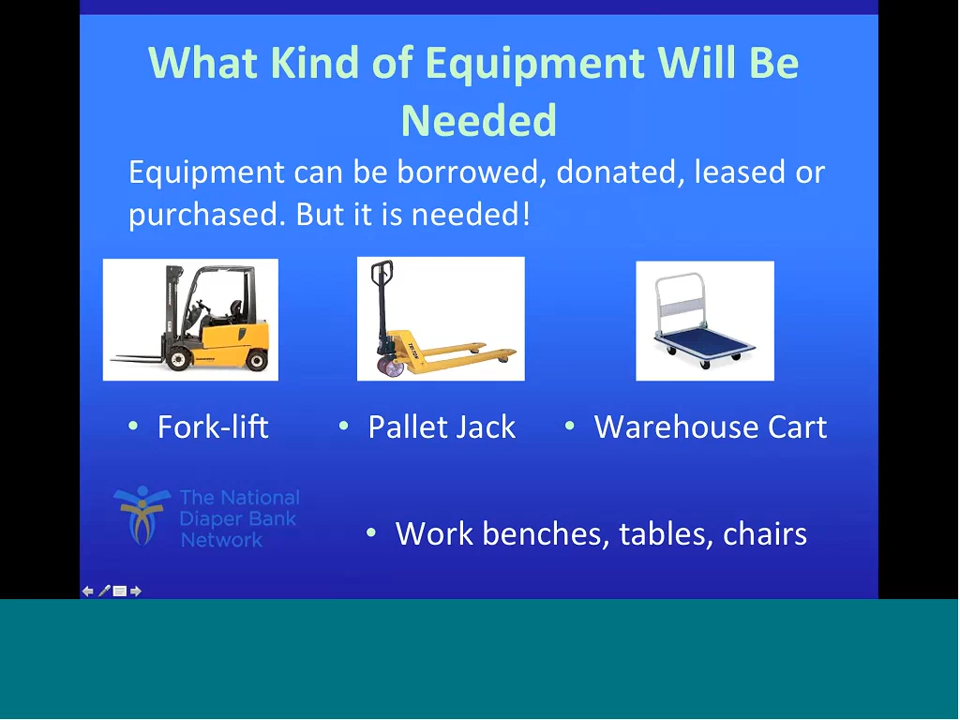 What Kind of Equipment Will Be
Needed
Equipment can be borrowed, donated, leased or
purchased. But it is needed!
TRITON
• Fork-lift
• Pallet Jack
• Warehouse Cart
The National
Diaper Bank
Network
• Work benches, tables, chairs